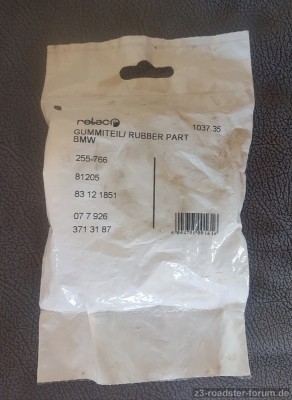 relaco
1037.35
GUMMITEIL/ RUBBER PART
BMW
255-766
81205
83 12 1851
07 7 926
371 31 87
z3-roadster-forum.de